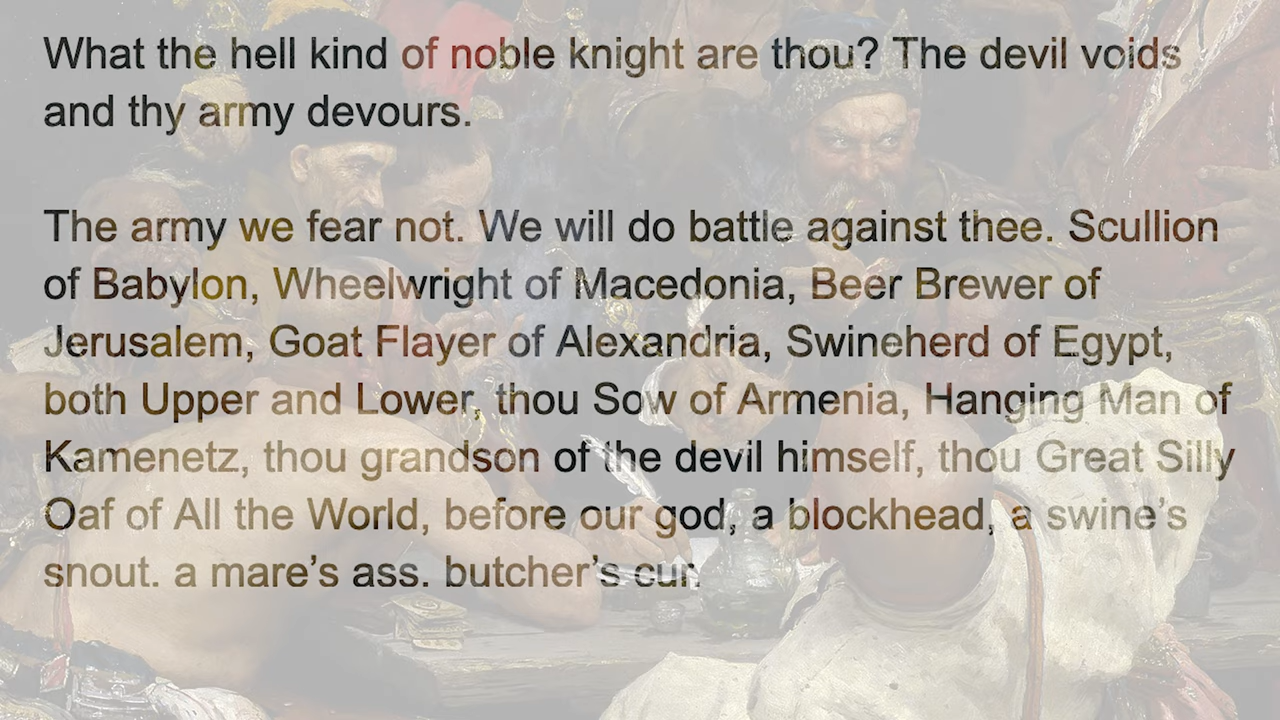 What the hell kind of noble knight are thou? The devil voids
and thy army devours.
The army we fear not. We will do battle against thee. Scullion
of Babylon, Wheelwright of Macedonia, Beer Brewer of
Jerusalem, Goat Flayer of Alexandria, Swineherd of Egypt,
both Upper and Lower, thou Sow of Armenia, Hanging Man of
Kamenetz, thou grandson of the devil himself, thou Great Silly
Oaf of All the World, before our god, a blockhead, a swine’s
snout. a mare’s ass. butcher’s cur.